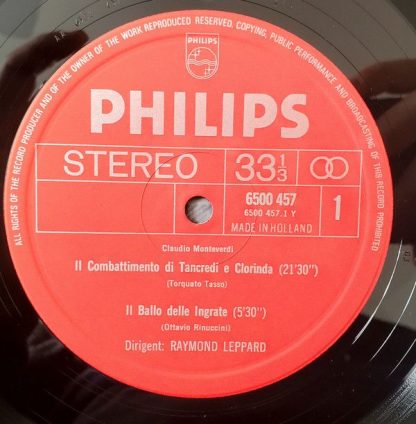 ALL RIGHTS OF THE RECORD PRODUCER AND OF THE OWNER OF THE WORK REPRODUCED RESERVED. COPYING, PUBLIC PERFORMANCE AND BROADCASTING OF THIS RECORD PROHIBITED
PHILIPS
PHILIPS
STEREO 33 1/3
6500 457 1
6500 457.1 Y
MADE IN HOLLAND
Claudio Monteverdi
Il Combattimento di Tancredi e Clorinda (21'30")
(Torquato Tasso)
Il Ballo delle Ingrate (5'30")
(Ottavio Rinuccini)
Dirigent: RAYMOND LEPPARD